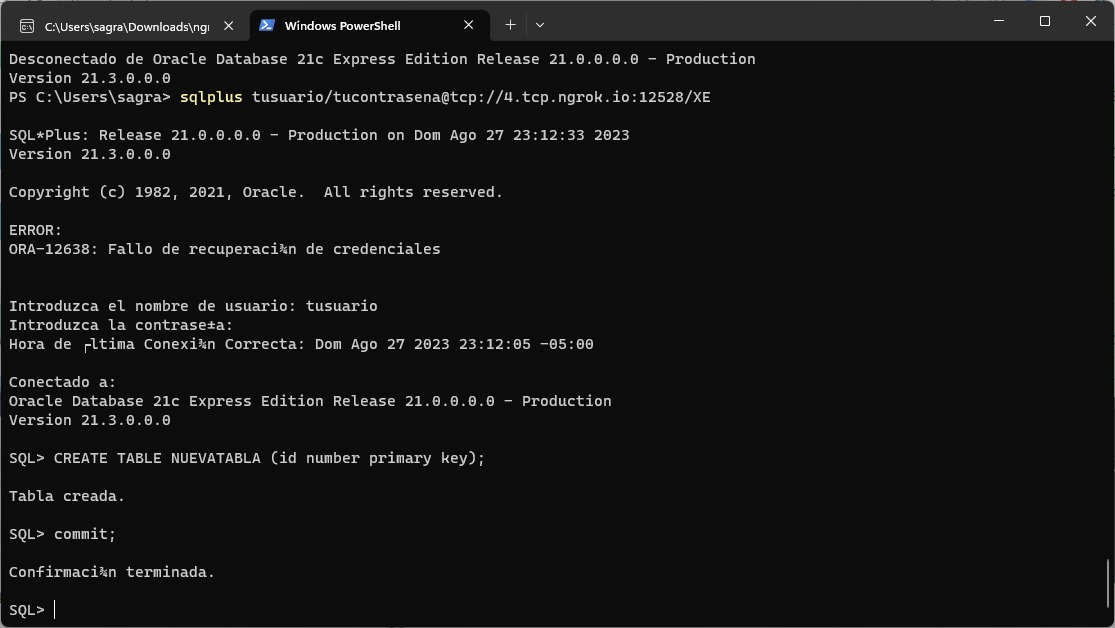 C:\Users\sagra\Downloads\ngr
Windows PowerShell
Desconectado de Oracle Database 21c Express Edition Release 21.0.0.0.0 - Production
Version 21.3.0.0.0
PS C:\Users\sagra> sqlplus tusuario/tucontrasena@tcp://4.tcp.ngrok.io:12528/XE
SQL*Plus: Release 21.0.0.0.0 - Production on Dom Ago 27 23:12:33 2023
Version 21.3.0.0.0
Copyright (c) 1982, 2021, Oracle.  All rights reserved.
ERROR:
ORA-12638: Fallo de recuperaci¾n de credenciales
Introduzca el nombre de usuario: tusuario
Introduzca la contrase±a:
Hora de ┌ltima Conexi¾n Correcta: Dom Ago 27 2023 23:12:05 -05:00
Conectado a:
Oracle Database 21c Express Edition Release 21.0.0.0.0 - Production
Version 21.3.0.0.0
SQL> CREATE TABLE NUEVATABLA (id number primary key);
Tabla creada.
SQL> commit;
Confirmaci¾n terminada.
SQL>